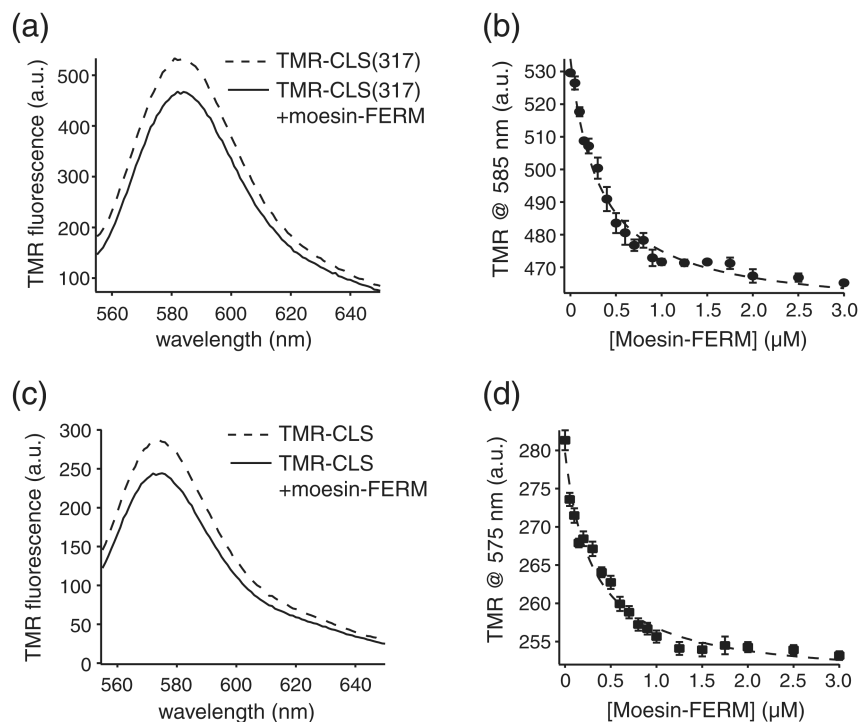 (a)
TMR fluorescence (a.u.)
500
400
300
200
100
560 580 600 620 640
wavelength (nm)
TMR-CLS(317)
TMR-CLS(317)
+moesin-FERM
(b)
TMR @ 585 nm (a.u.)
530
520
510
500
490
480
470
0 0.5 1.0 1.5 2.0 2.5 3.0
[Moesin-FERM] (µM)
(c)
TMR fluorescence (a.u.)
300
250
200
150
100
50
0
560 580 600 620 640
wavelength (nm)
TMR-CLS
TMR-CLS
+moesin-FERM
(d)
TMR @ 575 nm (a.u.)
280
275
270
265
260
255
0 0.5 1.0 1.5 2.0 2.5 3.0
[Moesin-FERM] (µM)